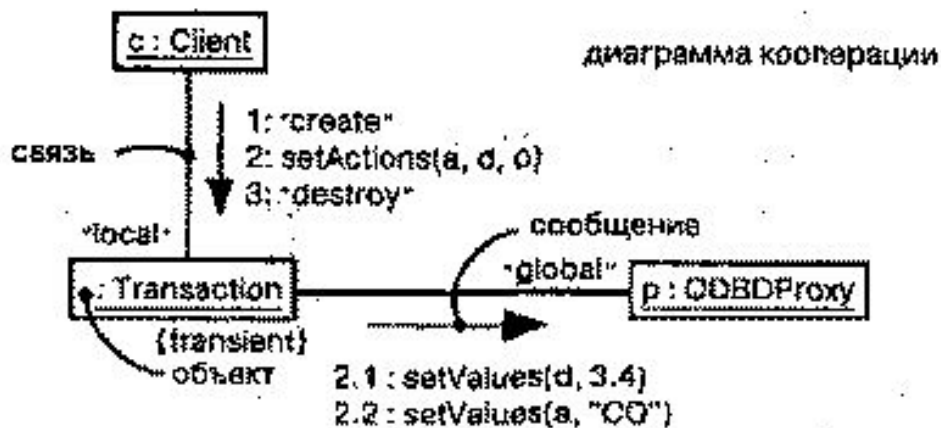 c : Client
диаграмма кооперации
1: "create"
2: setActions(a, d, o)
3: "destroy"
связь
сообщение
"local"
"global"
: Transaction
p : ODBDProxy
{transient}
объект
2.1 : setValues(d, 3.4)
2.2 : setValues(a, "CO")